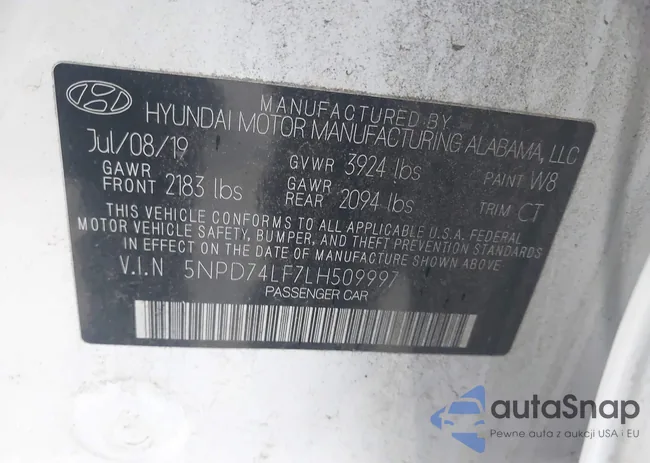 MANUFACTURED BY
HYUNDAI MOTOR MANUFACTURING ALABAMA, LLC
Jul/08/19 GVWR 3924 lbs PAINT W8
GAWR FRONT 2183 lbs GAWR REAR 2094 lbs TRIM CT
THIS VEHICLE CONFORMS TO ALL APPLICABLE U.S.A. FEDERAL
MOTOR VEHICLE SAFETY, BUMPER, AND THEFT PREVENTION STANDARDS
IN EFFECT ON THE DATE OF MANUFACTURE SHOWN ABOVE
V.I.N 5NPD74LF7LH509997
PASSENGER CAR
autaSnap
Pewne auta z aukcji USA i EU